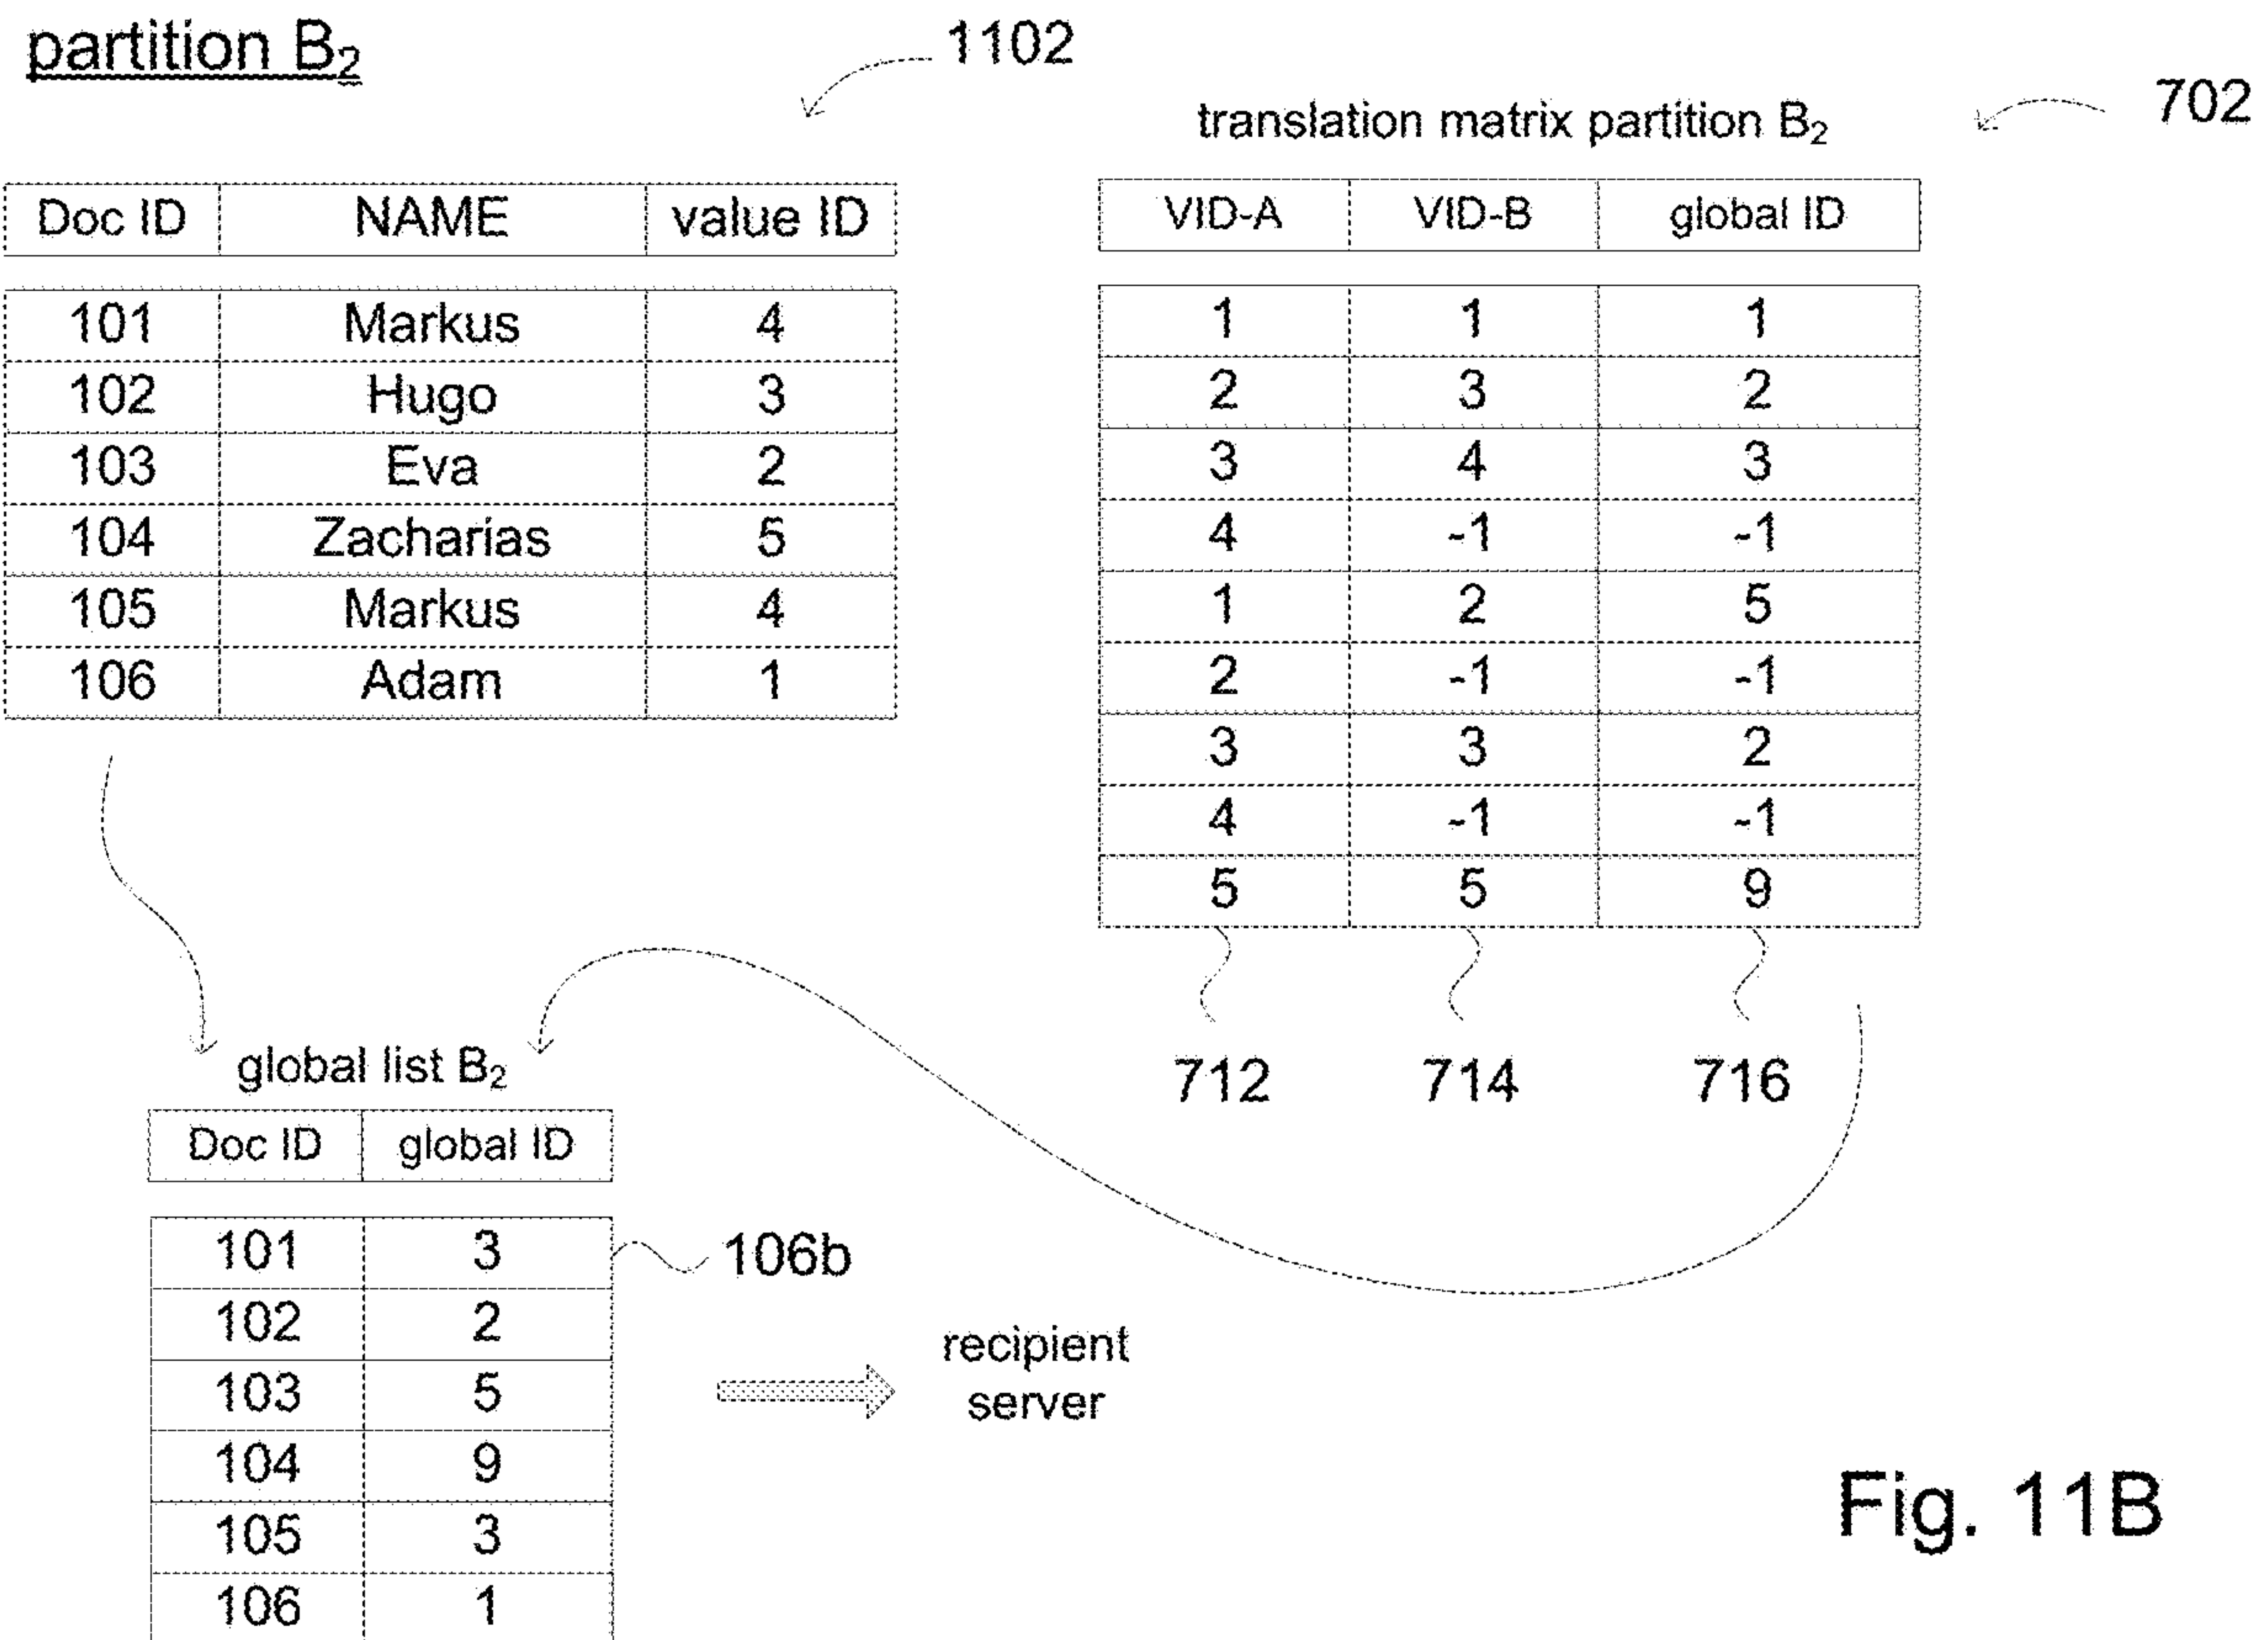 partition B₂
1102
Doc ID NAME value ID
101 Markus 4
102 Hugo 3
103 Eva 2
104 Zacharias 5
105 Markus 4
106 Adam 1
702
translation matrix partition B₂
VID-A VID-B global ID
1 1 1
2 3 2
3 4 3
4 -1 -1
1 2 5
2 -1 -1
3 3 2
4 -1 -1
5 5 9
712 714 716
global list B₂
Doc ID global ID
101 3
102 2
103 5
104 9
105 3
106 1
106b
recipient
server
Fig. 11B